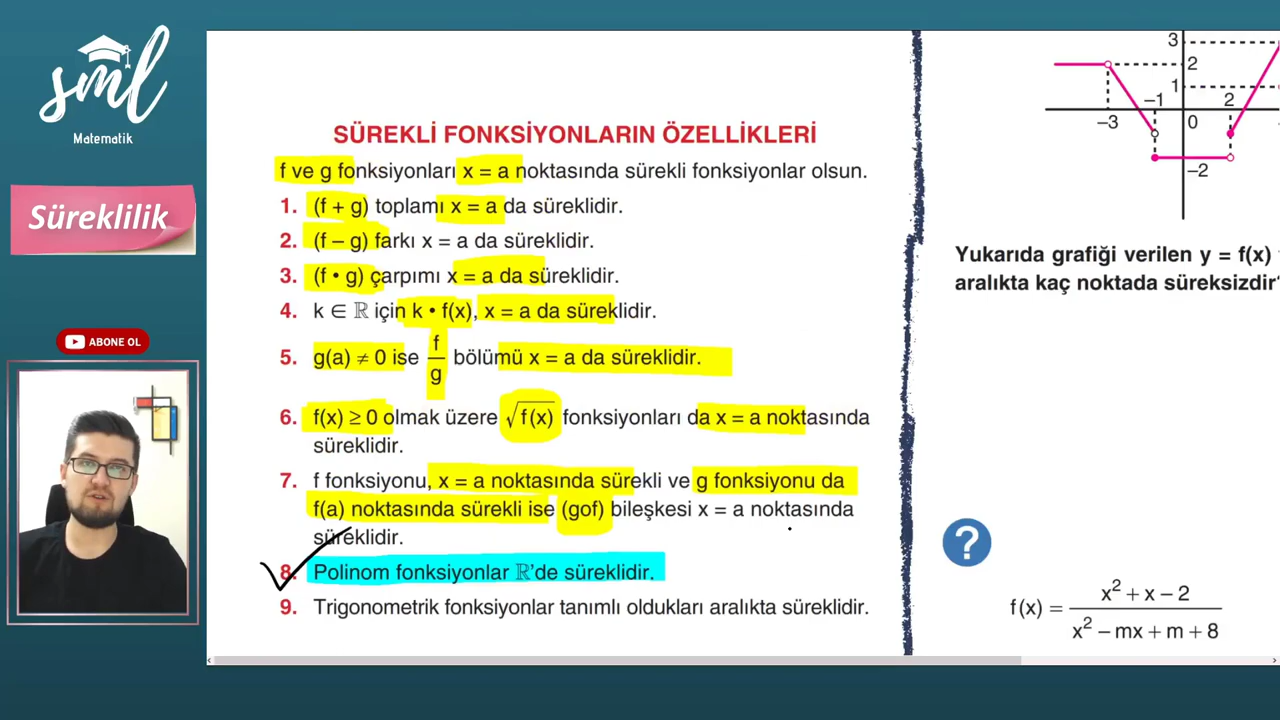 sml
Matematik
Süreklilik
ABONE OL
SÜREKLİ FONKSİYONLARIN ÖZELLİKLERİ
f ve g fonksiyonları x = a noktasında sürekli fonksiyonlar olsun.
1. (f + g) toplamı x = a da süreklidir.
2. (f – g) farkı x = a da süreklidir.
3. (f • g) çarpımı x = a da süreklidir.
4. k ∈ ℝ için k • f(x), x = a da süreklidir.
5. g(a) ≠ 0 ise f/g bölümü x = a da süreklidir.
6. f(x) ≥ 0 olmak üzere √f(x) fonksiyonları da x = a noktasında
süreklidir.
7. f fonksiyonu, x = a noktasında sürekli ve g fonksiyonu da
f(a) noktasında sürekli ise (gof) bileşkesi x = a noktasında
süreklidir.
8. Polinom fonksiyonlar ℝ'de süreklidir.
9. Trigonometrik fonksiyonlar tanımlı oldukları aralıkta süreklidir.
3
2
1
–1
2
–3
0
–2
Yukarıda grafiği verilen y = f(x)
aralıkta kaç noktada süreksizdir?
?
f(x) = (x² + x – 2)/(x² – mx + m + 8)